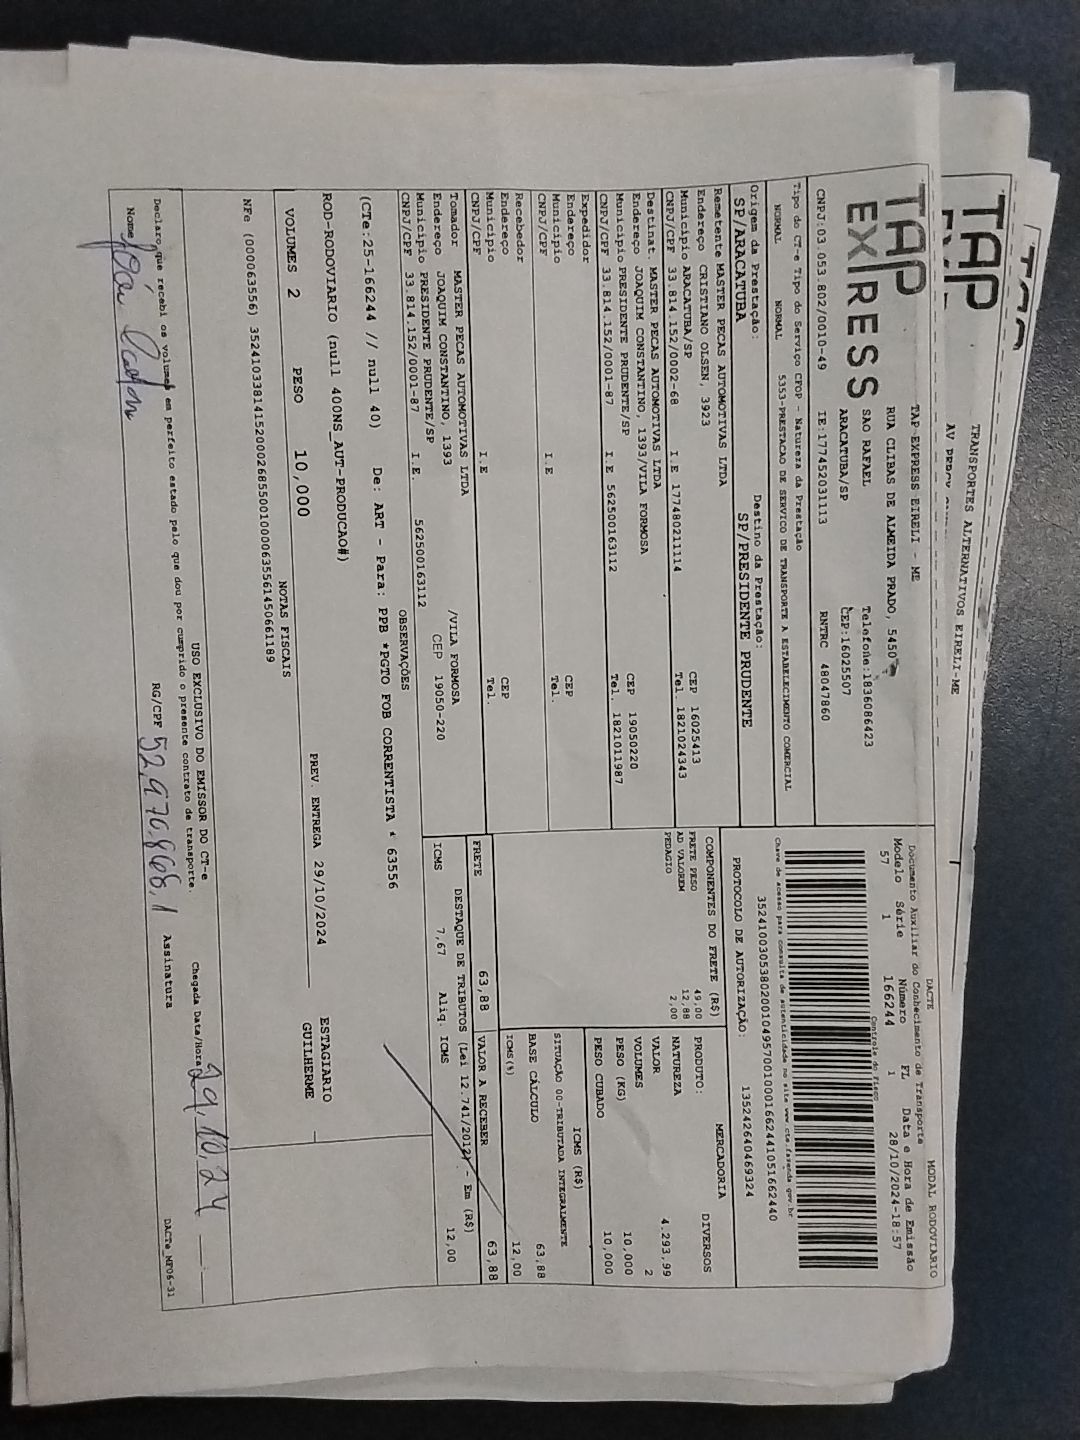 TAP EXPRESS
TAP EXPRESS EIRELI - ME
RUA CLIBAS DE ALMEIDA PRADO, 5450
SAO RAFAEL Telefone:1836086423
ARACATUBA/SP CEP:16025507
CNPJ:03.053.802/0010-49 IE:177452031113 RNTRC 48047860
DACTE MODAL RODOVIARIO
Documento Auxiliar do Conhecimento de Transporte
Modelo Série Número FL Data e Hora de Emissão
57 1 166244 1 28/10/2024-18:57
Controle do Fisco
Chave de acesso para consulta de autenticidade no site www.cte.fazenda.gov.br
35241003053802001049570010001662441051662440
PROTOCOLO DE AUTORIZAÇÃO: 135242640469324
Tipo do CT-e Tipo do Serviço CFOP - Natureza da Prestação
NORMAL NORMAL 5353-PRESTACAO DE SERVICO DE TRANSPORTE A ESTABELECIMENTO COMERCIAL
Origem da Prestação: Destino da Prestação:
SP/ARACATUBA SP/PRESIDENTE PRUDENTE
Remetente MASTER PECAS AUTOMOTIVAS LTDA
Endereço CRISTIANO OLSEN, 3923
Município ARACATUBA/SP CEP 16025413
CNPJ/CPF 33.814.152/0002-68 I.E 177480211114 Tel. 1821024343
Destinat. MASTER PECAS AUTOMOTIVAS LTDA
Endereço JOAQUIM CONSTANTINO, 1393/VILA FORMOSA
Município PRESIDENTE PRUDENTE/SP CEP 19050220
CNPJ/CPF 33.814.152/0001-87 I.E 562500163112 Tel. 1821011987
Expedidor
Endereço
Município CEP
CNPJ/CPF I.E Tel.
Recebedor
Endereço
Município CEP
CNPJ/CPF I.E Tel.
Tomador MASTER PECAS AUTOMOTIVAS LTDA
Endereço JOAQUIM CONSTANTINO, 1393 /VILA FORMOSA
Município PRESIDENTE PRUDENTE/SP CEP 19050-220
CNPJ/CPF 33.814.152/0001-87 I.E. 562500163112
COMPONENTES DO FRETE (R$)
FRETE PESO 49,00
AD VALOREM 12,88
PEDAGIO 2,00
FRETE 63,88
MERCADORIA
PRODUTO: DIVERSOS
NATUREZA
VALOR 4.293,99
VOLUMES 2
PESO (KG) 10,000
PESO CUBADO 10,000
ICMS (R$)
SITUAÇÃO 00-TRIBUTADA INTEGRALMENTE
BASE CÁLCULO 63,88
ICMS(%) 12,00
VALOR A RECEBER 63,88
DESTAQUE DE TRIBUTOS (Lei 12.741/2012) - Em (R$)
ICMS 7,67 Aliq. ICMS 12,00
OBSERVAÇÕES
(CTe:25-166244 // null 40) De: ART - Para: PPB *PGTO FOB CORRENTISTA * 63556
ROD-RODOVIARIO (null 400NS_AUT-PRODUCAO#)
ESTAGIARIO
GUILHERME
VOLUMES 2 PESO 10,000 PREV. ENTREGA 29/10/2024
NOTAS FISCAIS
NFe (000063556) 35241033814152000268550010000635561450661189
USO EXCLUSIVO DO EMISSOR DO CT-e
Declaro que recebi os volumes em perfeito estado pelo que dou por cumprido o presente contrato de transporte.
Chegada Data/Hora 29,10,24
Nome RG/CPF 52.970.868,1 Assinatura
DACTe_MF06-31
TAP
TRANSPORTES ALTERNATIVOS EIRELI-ME